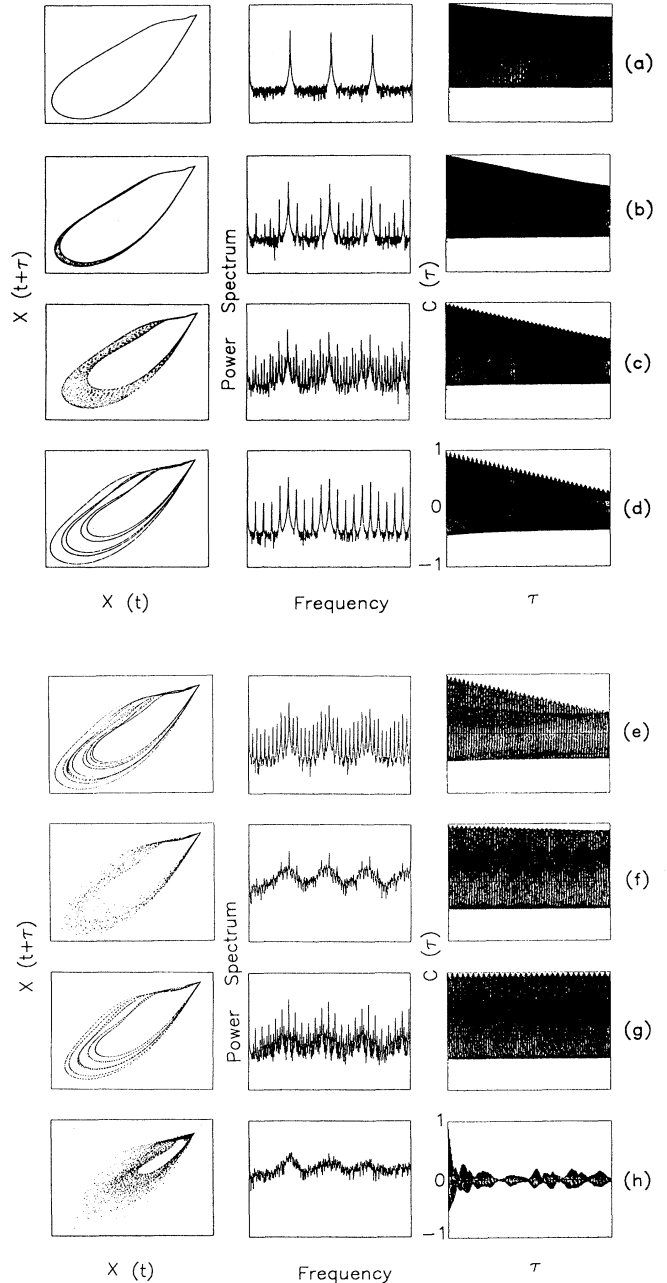 (a)
(b)
X (t+τ)
Power Spectrum
C (τ)
(c)
1
0
-1
(d)
X (t)
Frequency
τ
(e)
(f)
X (t+τ)
Power Spectrum
C (τ)
(g)
1
0
-1
(h)
X (t)
Frequency
τ